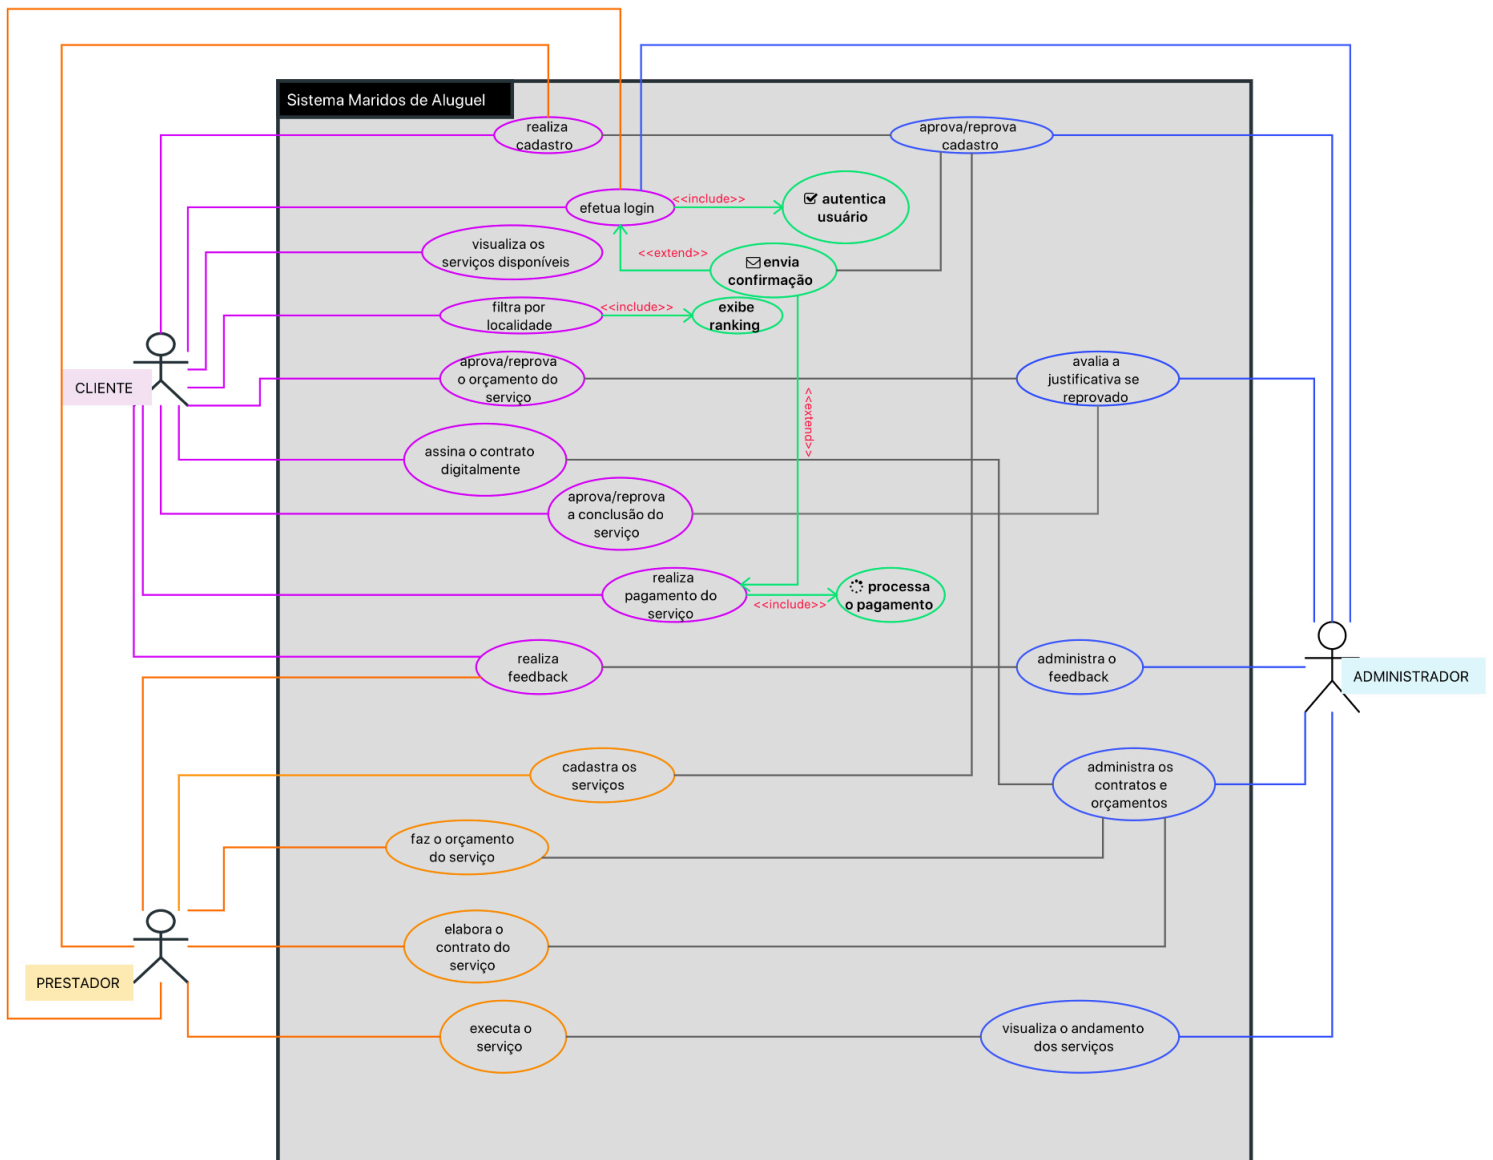 Sistema Maridos de Aluguel
realiza
cadastro
aprova/reprova
cadastro
efetua login
<<include>>
autentica
usuário
visualiza os
serviços disponíveis
<<extend>>
envia
confirmação
filtra por
localidade
<<include>>
exibe
ranking
aprova/reprova
o orçamento do
serviço
avalia a
justificativa se
reprovado
CLIENTE
<<extend>>
assina o contrato
digitalmente
aprova/reprova
a conclusão do
serviço
realiza
pagamento do
serviço
<<include>>
processa
o pagamento
realiza
feedback
administra o
feedback
ADMINISTRADOR
cadastra os
serviços
administra os
contratos e
orçamentos
faz o orçamento
do serviço
elabora o
contrato do
serviço
PRESTADOR
executa o
serviço
visualiza o andamento
dos serviços